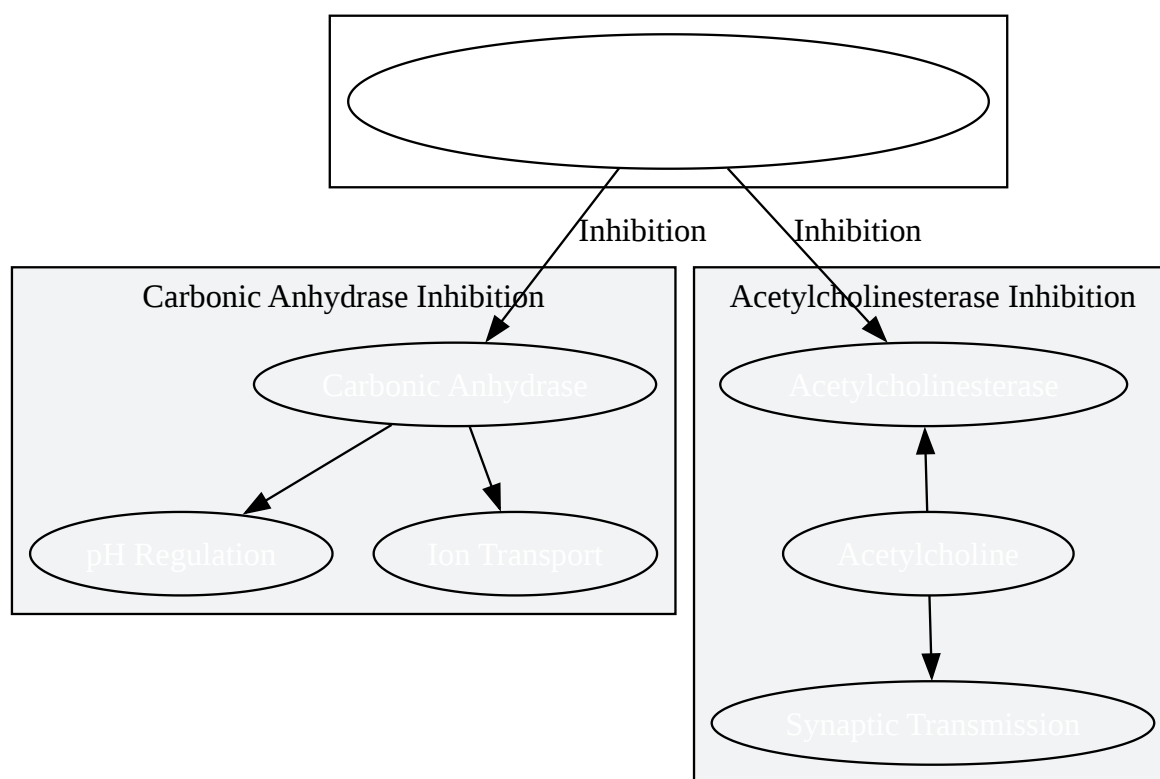 Inhibition
Inhibition
Carbonic Anhydrase Inhibition
Acetylcholinesterase Inhibition
Carbonic Anhydrase
Acetylcholinesterase
pH Regulation
Ion Transport
Acetylcholine
Synaptic Transmission